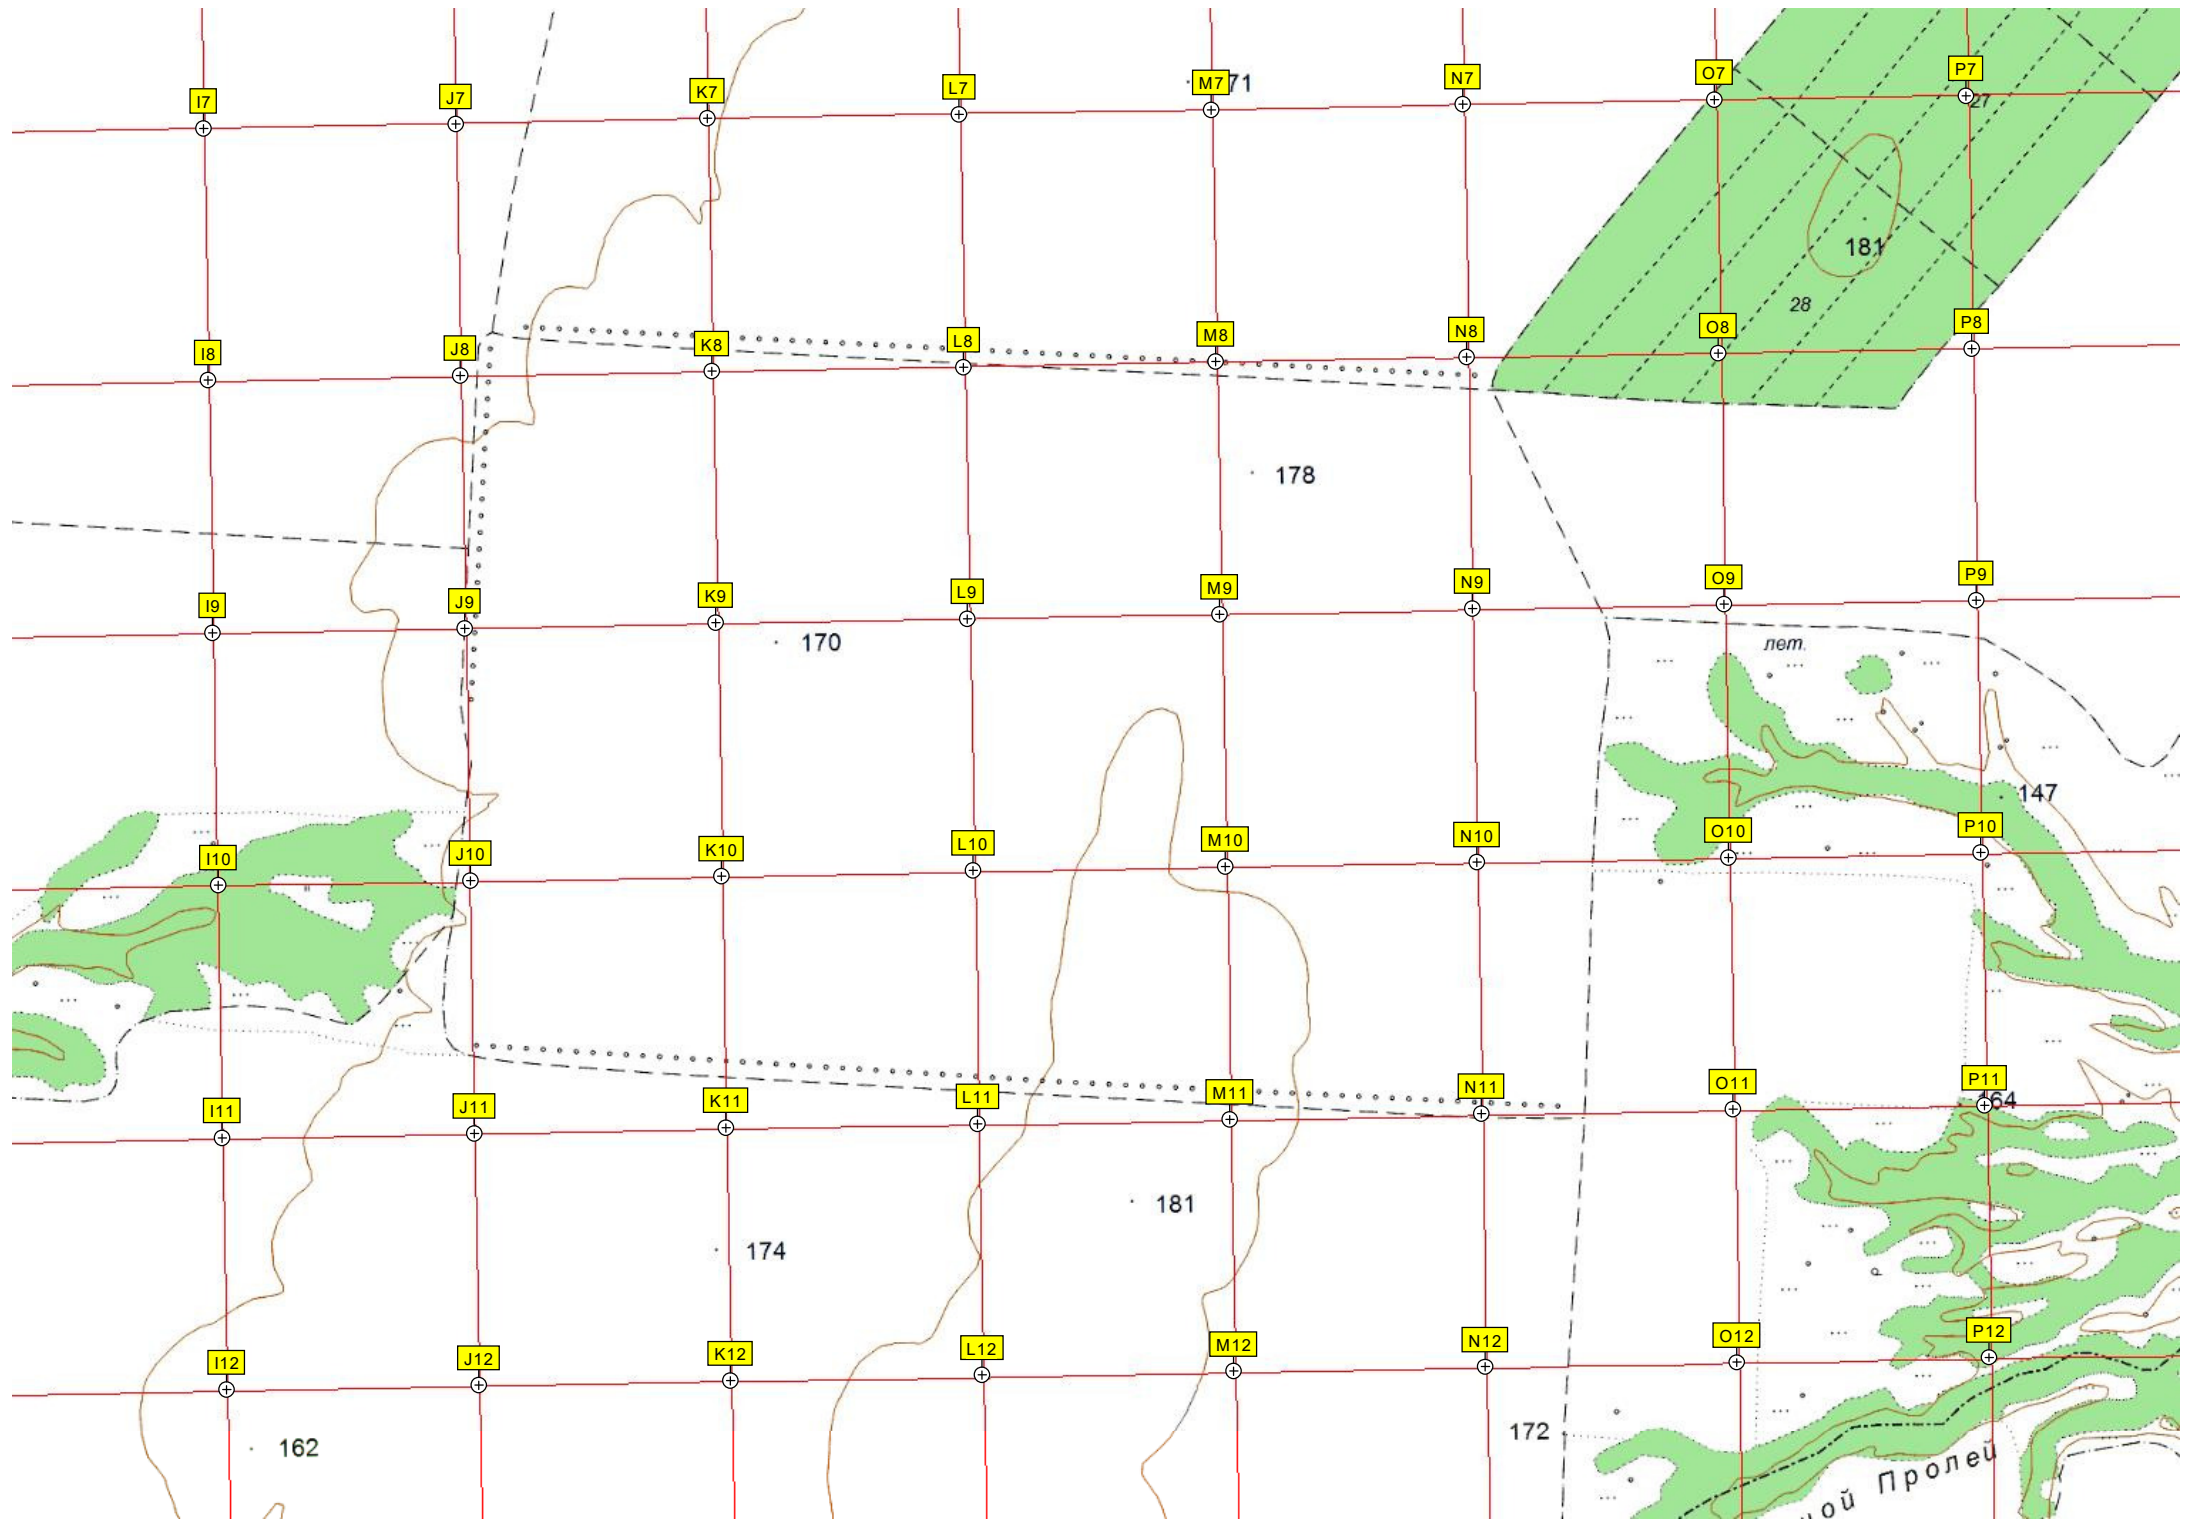 I7 J7 K7 L7 M7 71 N7 O7 P7
27
181
28
I8 J8 K8 L8 M8 N8 O8 P8
178
I9 J9 K9 L9 M9 N9 O9 P9
170
лет.
147
I10 J10 K10 L10 M10 N10 O10 P10
I11 J11 K11 L11 M11 N11 O11 P11
64
181
174
I12 J12 K12 L12 M12 N12 O12 P12
172
162
ой Пролей